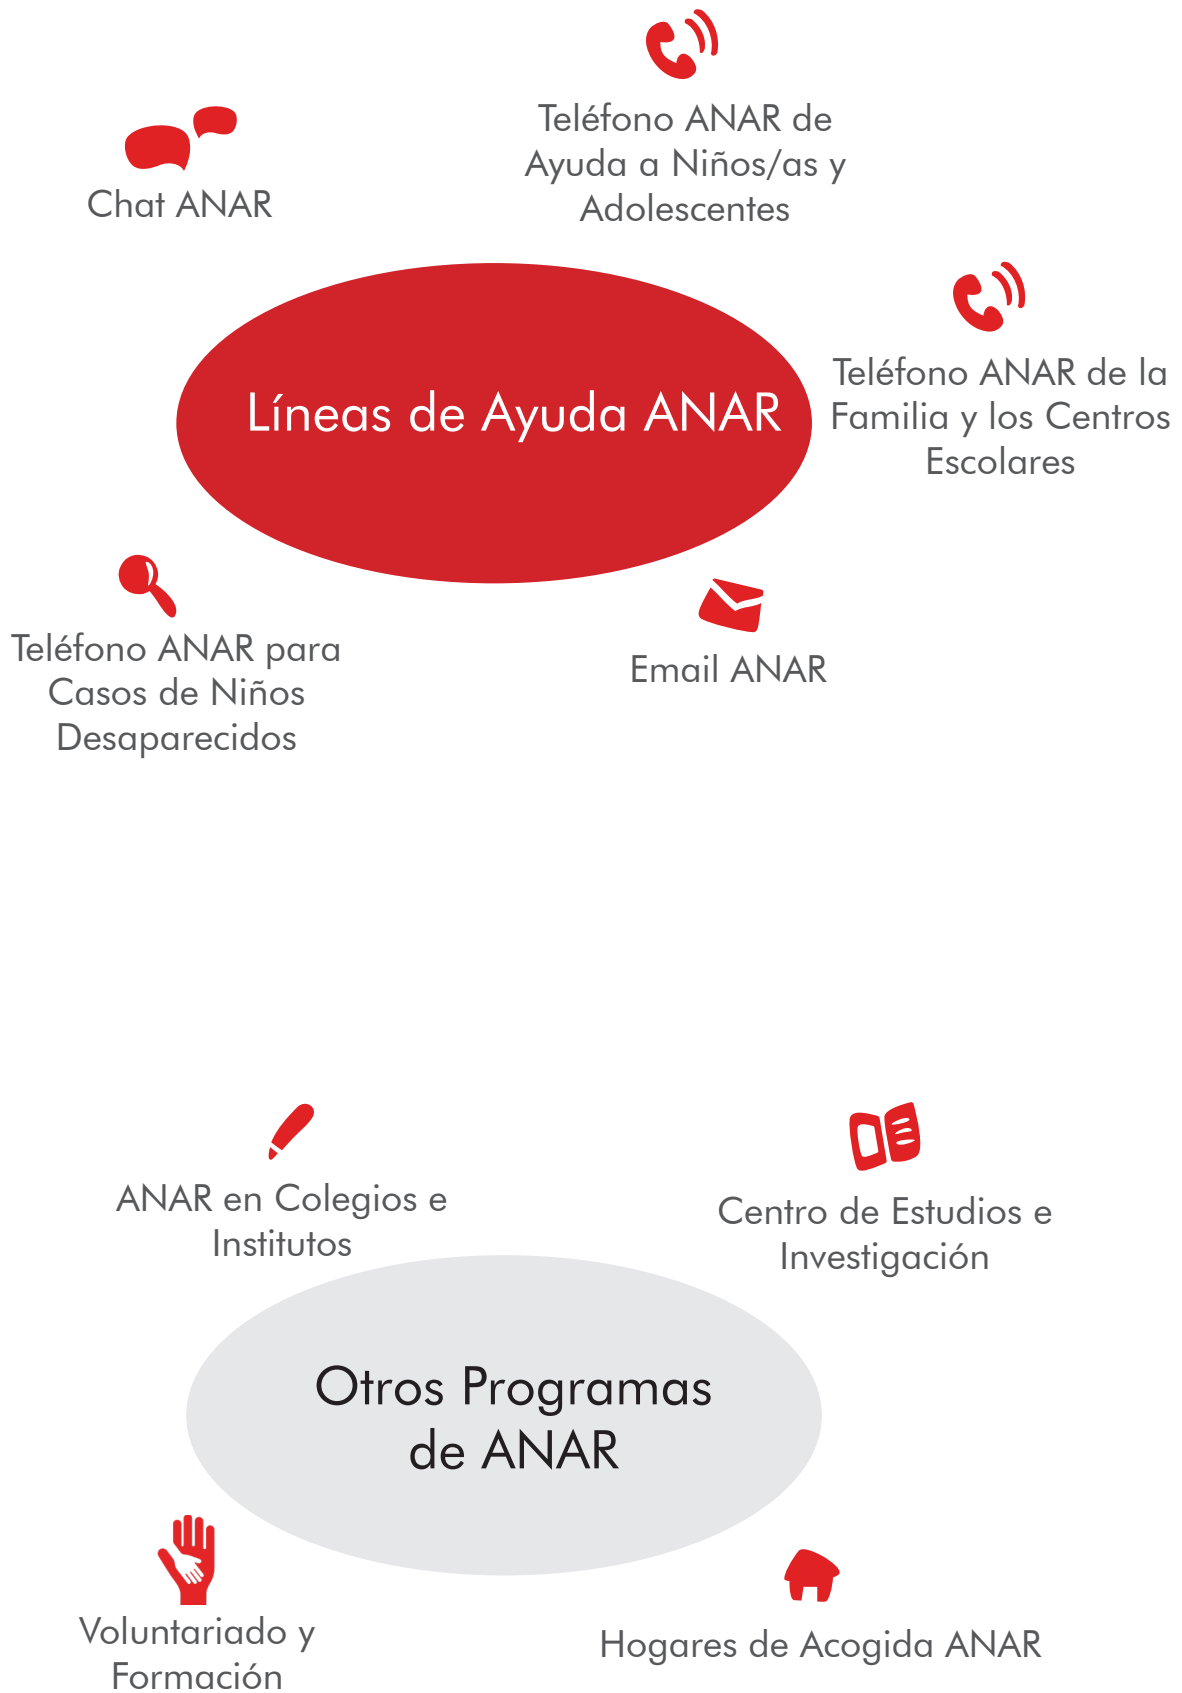 Teléfono ANAR de
Ayuda a Niños/as y
Adolescentes
Chat ANAR
Teléfono ANAR de la
Familia y los Centros
Escolares
Líneas de Ayuda ANAR
Teléfono ANAR para
Casos de Niños
Desaparecidos
Email ANAR
ANAR en Colegios e
Institutos
Centro de Estudios e
Investigación
Otros Programas
de ANAR
Voluntariado y
Formación
Hogares de Acogida ANAR